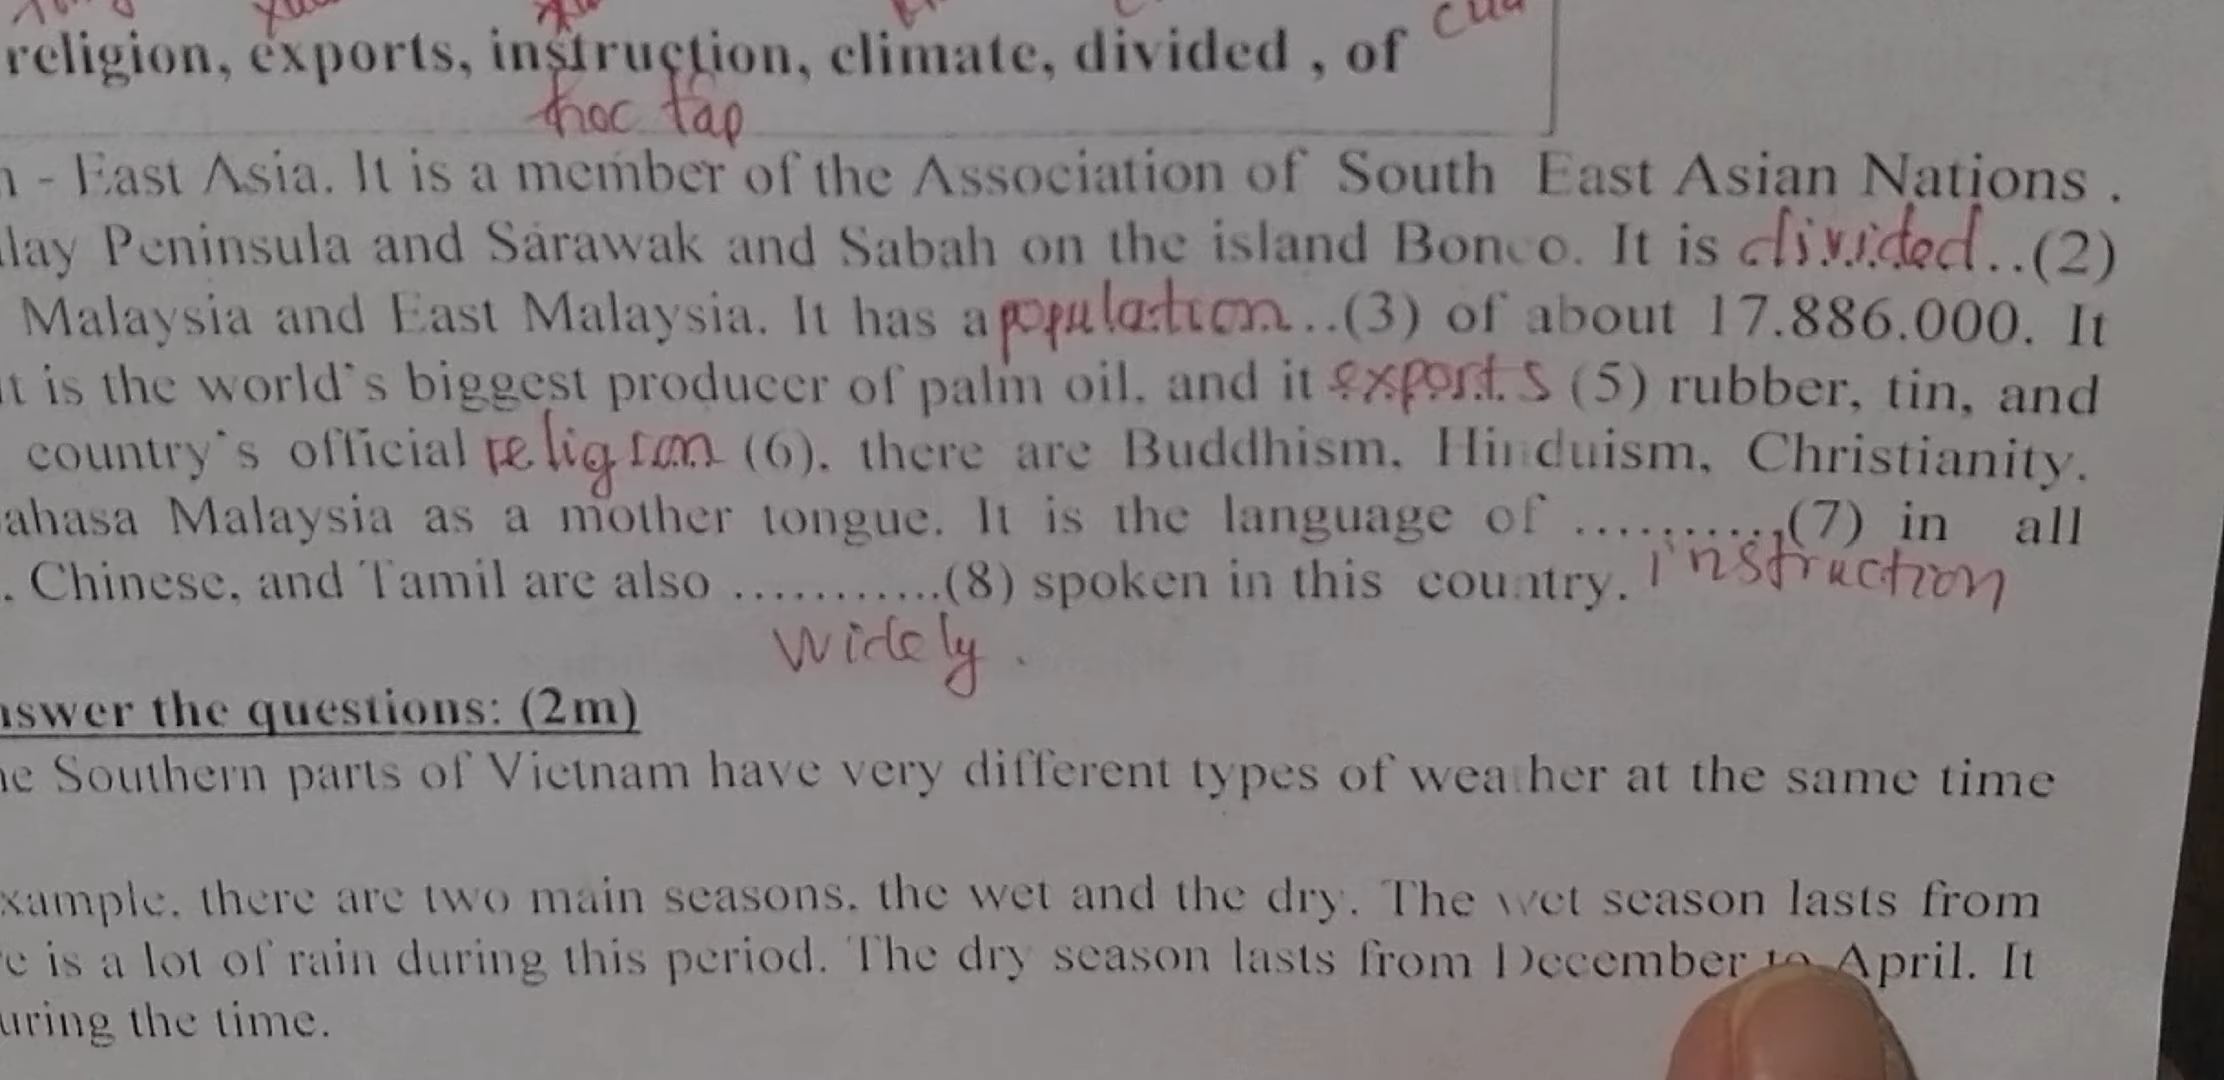 religion, exports, instruction, climate, divided , of
học tập
- East Asia. It is a member of the Association of South East Asian Nations .
Peninsula and Sarawak and Sabah on the island Boneo. It is divided..(2)
Malaysia and East Malaysia. It has a population...(3) of about 17.886.000. It
is the world's biggest producer of palm oil, and it exports (5) rubber, tin, and
country's official religion (6), there are Buddhism, Hinduism, Christianity.
ahasa Malaysia as a mother tongue. It is the language of ..........(7) in all
instruction
. Chinese, and Tamil are also ...........(8) spoken in this country.
widely.
nswer the questions: (2m)
Southern parts of Vietnam have very different types of weather at the same time
xample, there are two main seasons, the wet and the dry. The wet season lasts from
is a lot of rain during this period. The dry season lasts from December to April. It
uring the time.